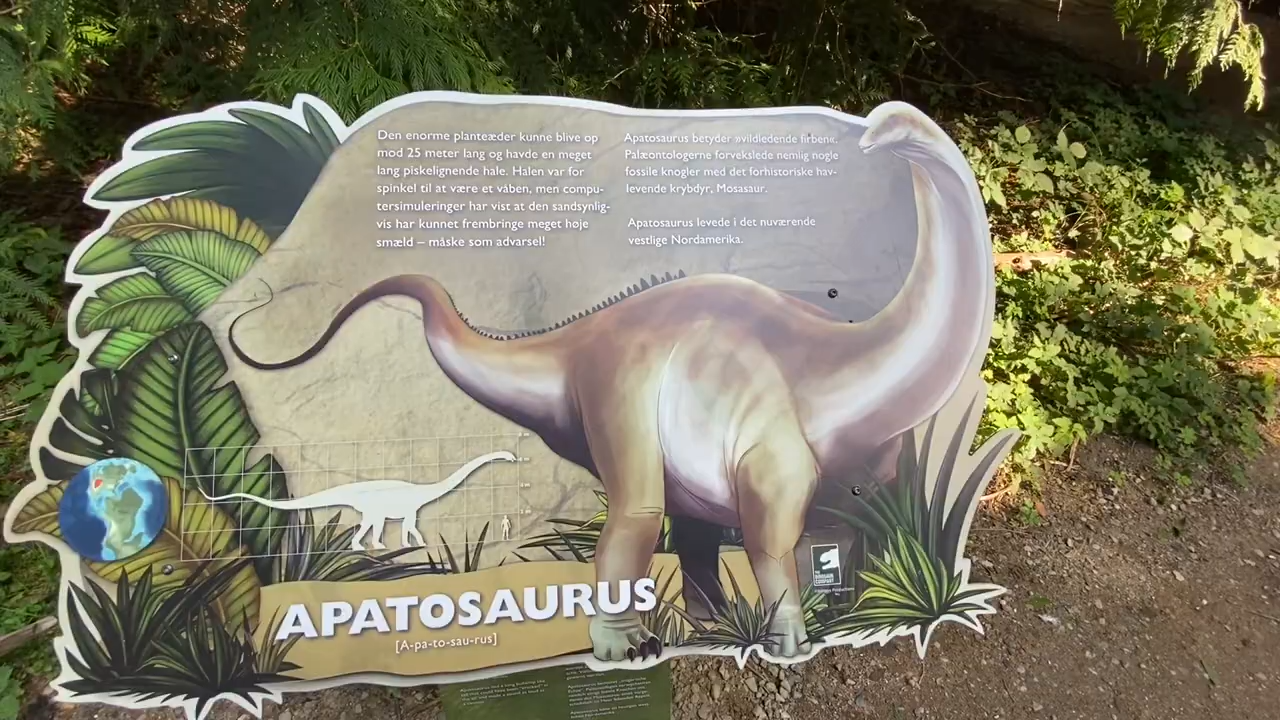 Den enorme planteæder kunne blive op
mod 25 meter lang og havde en meget
lang piskelignende hale. Halen var for
spinkel til at være et våben, men compu-
tersimuleringer har vist at den sandsynlig-
vis har kunnet frembringe meget høje
smæld – måske som advarsel!
Apatosaurus betyder »vildledende firben«.
Palæontologerne forvekslede nemlig nogle
fossile knogler med det forhistoriske hav-
levende krybdyr, Mosasaur.
Apatosaurus levede i det nuværende
vestlige Nordamerika.
APATOSAURUS
[A-pa-to-sau-rus]
THE
DINOSAUR
COMPANY